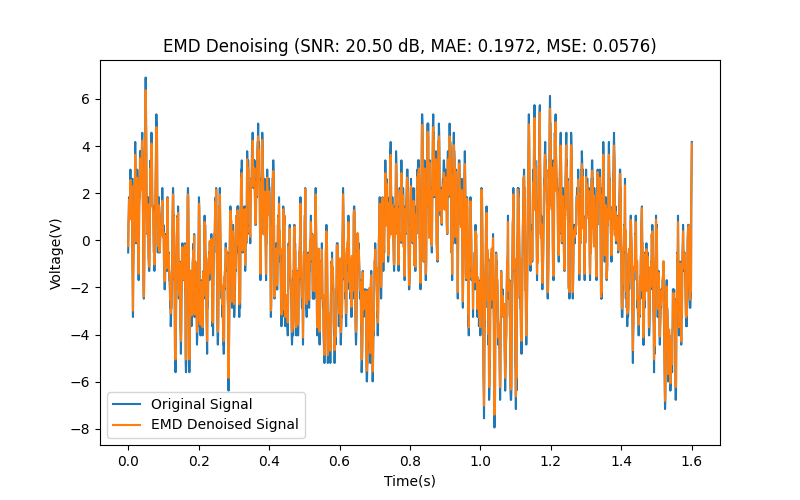 EMD Denoising (SNR: 20.50 dB, MAE: 0.1972, MSE: 0.0576)
6
4
2
0
−2
−4
−6
−8
Voltage(V)
Original Signal
EMD Denoised Signal
0.0 0.2 0.4 0.6 0.8 1.0 1.2 1.4 1.6
Time(s)